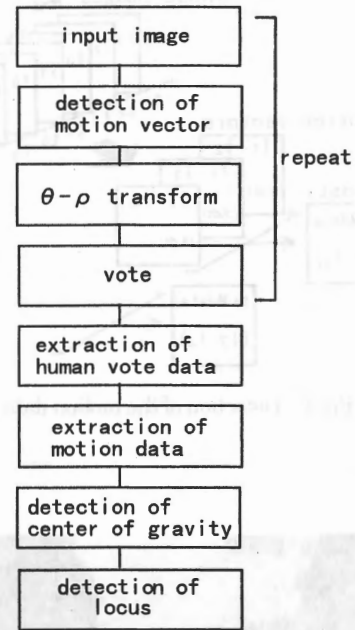 input image
detection of
motion vector
repeat
θ-ρ transform
vote
extraction of
human vote data
extraction of
motion data
detection of
center of gravity
detection of
locus